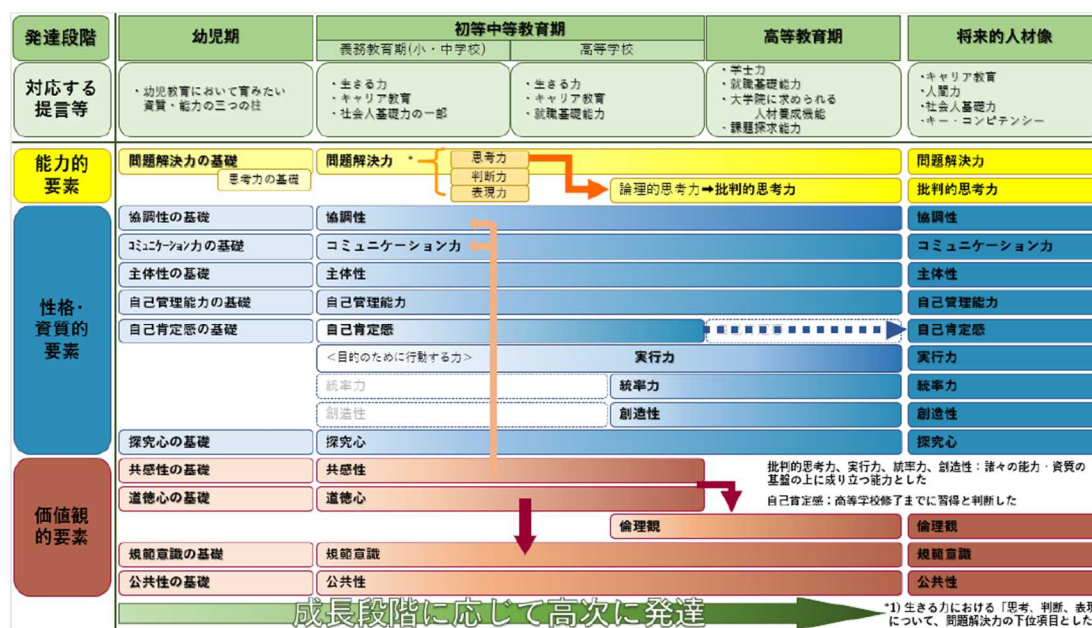 発達段階
幼児期
初等中等教育期
義務教育期(小・中学校)
高等学校
高等教育期
将来的人材像
対応する
提言等
・幼児教育において育みたい
資質・能力の三つの柱
・生きる力
・キャリア教育
・社会人基礎力の一部
・生きる力
・キャリア教育
・就職基礎能力
・学士力
・就職基礎能力
・大学院に求められる
人材養成機能
・課題探求能力
・キャリア教育
・人間力
・社会人基礎力
・キー・コンピテンシー
能力的
要素
問題解決力の基礎
思考力の基礎
問題解決力 *
思考力
判断力
表現力
論理的思考力➡批判的思考力
問題解決力
批判的思考力
性格・
資質的
要素
協調性の基礎
協調性
協調性
コミュニケーション力の基礎
コミュニケーション力
コミュニケーション力
主体性の基礎
主体性
主体性
自己管理能力の基礎
自己管理能力
自己管理能力
自己肯定感の基礎
自己肯定感
自己肯定感
<目的のために行動する力>
実行力
実行力
統率力
統率力
統率力
創造性
創造性
創造性
探究心の基礎
探究心
探究心
価値観
的要素
共感性の基礎
共感性
批判的思考力、実行力、統率力、創造性:諸々の能力・資質の
基盤の上に成り立つ能力とした
道徳心の基礎
道徳心
自己肯定感:高等学校修了までに習得と判断した
倫理観
倫理観
規範意識の基礎
規範意識
規範意識
公共性の基礎
公共性
公共性
成長段階に応じて高次に発達
*1) 生きる力における「思考、判断、表現
について、問題解決力の下位項目とした